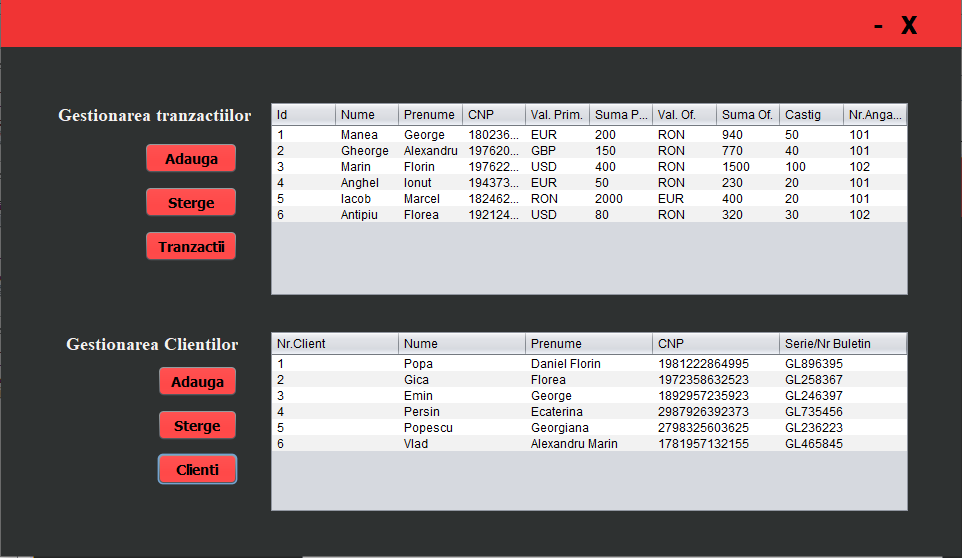 - X
Gestionarea tranzactiilor
Adauga
Sterge
Tranzactii
Id Nume Prenume CNP Val. Prim. Suma P... Val. Of. Suma Of. Castig Nr.Anga...
1 Manea George 180236... EUR 200 RON 940 50 101
2 Gheorge Alexandru 197620... GBP 150 RON 770 40 101
3 Marin Florin 197622... USD 400 RON 1500 100 102
4 Anghel Ionut 194373... EUR 50 RON 230 20 101
5 Iacob Marcel 182462... RON 2000 EUR 400 20 101
6 Antipiu Florea 192124... USD 80 RON 320 30 102
Gestionarea Clientilor
Adauga
Sterge
Clienti
Nr.Client Nume Prenume CNP Serie/Nr Buletin
1 Popa Daniel Florin 1981222864995 GL896395
2 Gica Florea 1972358632523 GL258367
3 Emin George 1892957235923 GL246397
4 Persin Ecaterina 2987926392373 GL735456
5 Popescu Georgiana 2798325603625 GL236223
6 Vlad Alexandru Marin 1781957132155 GL465845